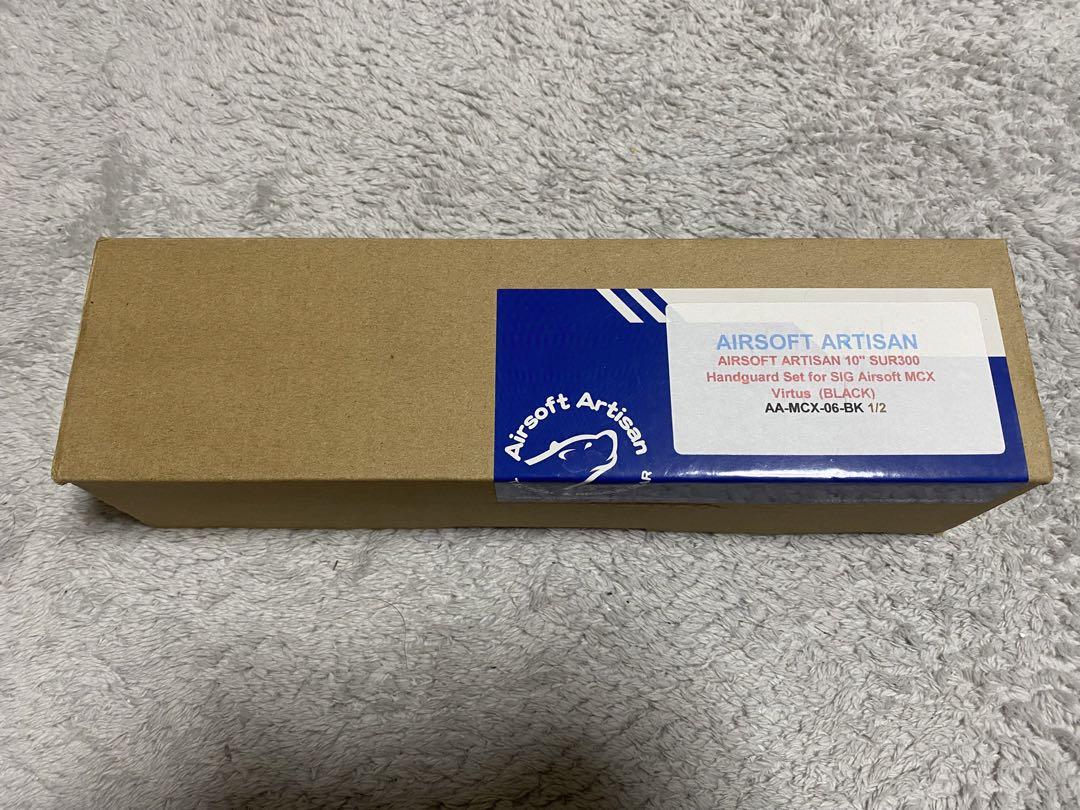 AIRSOFT ARTISAN
AIRSOFT ARTISAN 10" SUR300
Handguard Set for SIG Airsoft MCX
Virtus (BLACK)
AA-MCX-06-BK 1/2
Airsoft Artisan